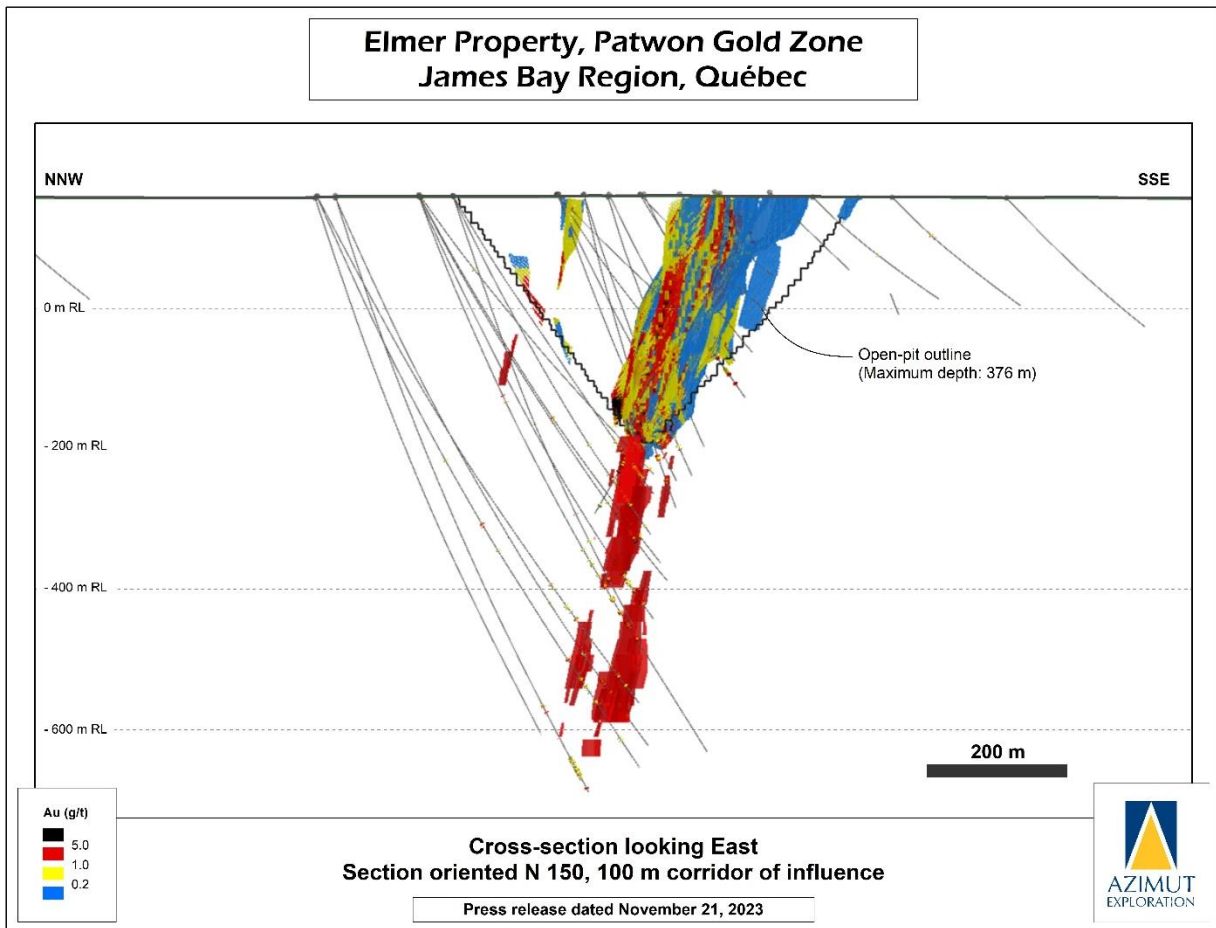 Elmer Property, Patwon Gold Zone
James Bay Region, Québec
NNW
SSE
0 m RL
Open-pit outline
(Maximum depth: 376 m)
- 200 m RL
- 400 m RL
- 600 m RL
200 m
Au (g/t)
5.0
1.0
0.2
Cross-section looking East
Section oriented N 150, 100 m corridor of influence
Press release dated November 21, 2023
AZIMUT
EXPLORATION